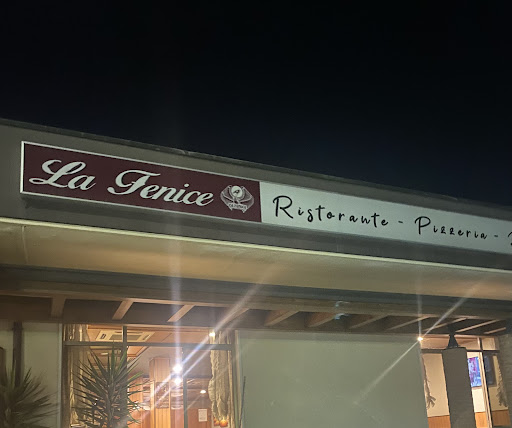 La Fenice
Ristorante - Pizzeria -